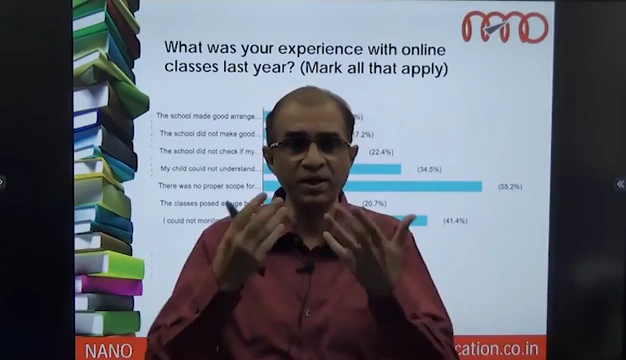 What was your experience with online
classes last year? (Mark all that apply)
The school made good arrange...
%)
The school did not make good...
7.2%)
The school did not check if my...
(22.4%)
My child could not understand...
(34.5%)
There was no proper scope for...
(55.2%)
The classes posed a
(20.7%)
I could not
(41.4%)
NANO
cation.co.in